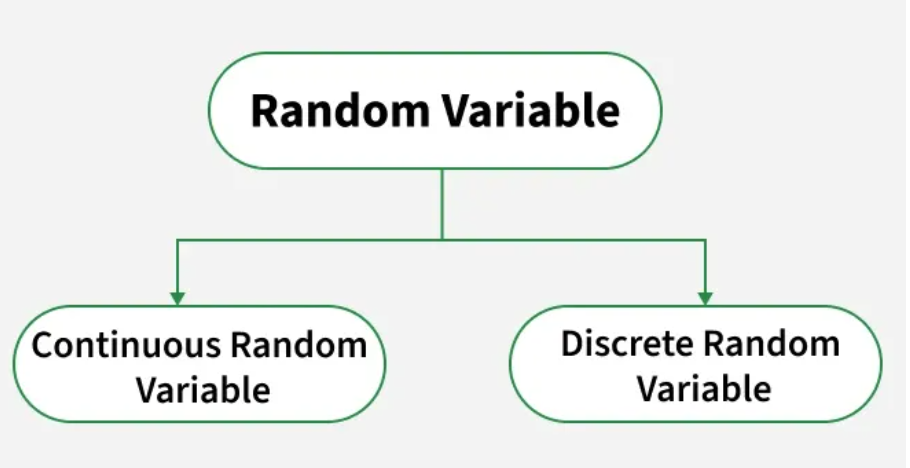 Random Variable
Continuous Random
Variable
Discrete Random
Variable